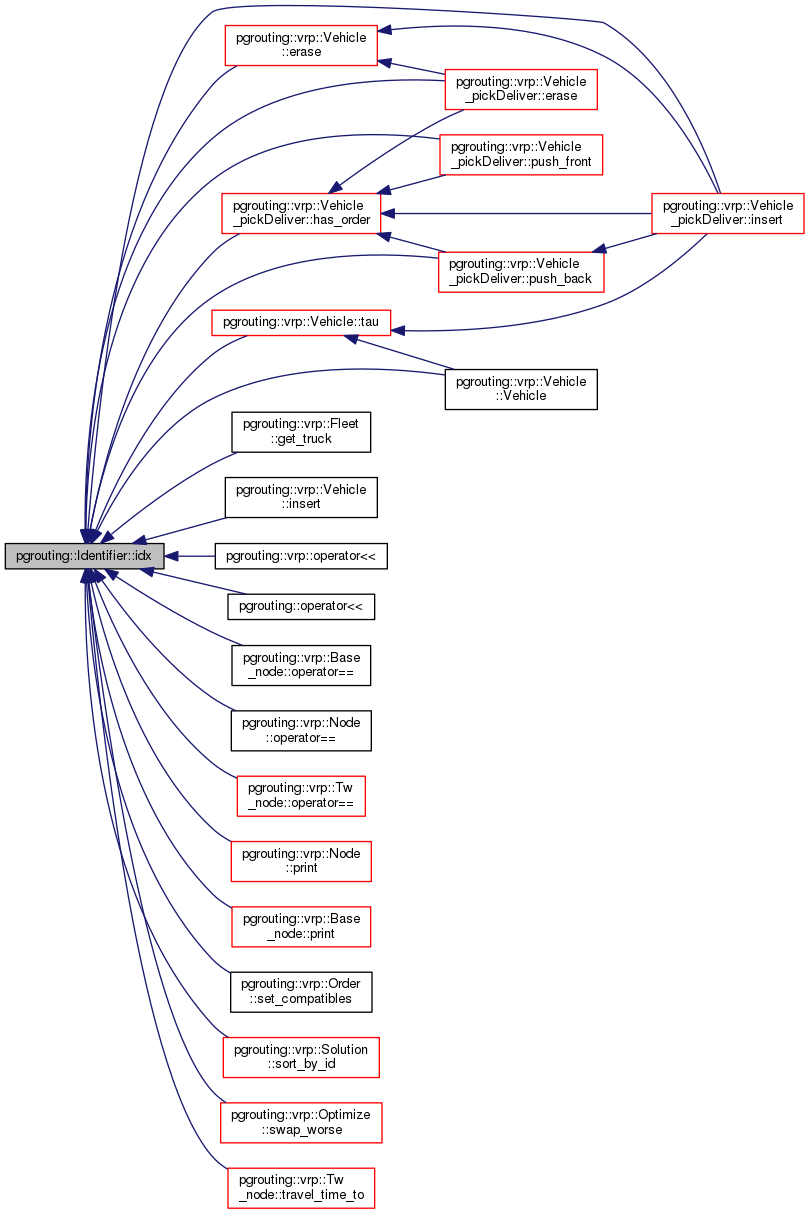 pgrouting::vrp::Vehicle
::erase
pgrouting::vrp::Vehicle
_pickDeliver::erase
pgrouting::vrp::Vehicle
_pickDeliver::push_front
pgrouting::vrp::Vehicle
_pickDeliver::has_order
pgrouting::vrp::Vehicle
_pickDeliver::insert
pgrouting::vrp::Vehicle
_pickDeliver::push_back
pgrouting::vrp::Vehicle::tau
pgrouting::vrp::Vehicle
::Vehicle
pgrouting::vrp::Fleet
::get_truck
pgrouting::vrp::Vehicle
::insert
pgrouting::Identifier::idx
pgrouting::vrp::operator<<
pgrouting::operator<<
pgrouting::vrp::Base
_node::operator==
pgrouting::vrp::Node
::operator==
pgrouting::vrp::Tw
_node::operator==
pgrouting::vrp::Node
::print
pgrouting::vrp::Base
_node::print
pgrouting::vrp::Order
::set_compatibles
pgrouting::vrp::Solution
::sort_by_id
pgrouting::vrp::Optimize
::swap_worse
pgrouting::vrp::Tw
_node::travel_time_to